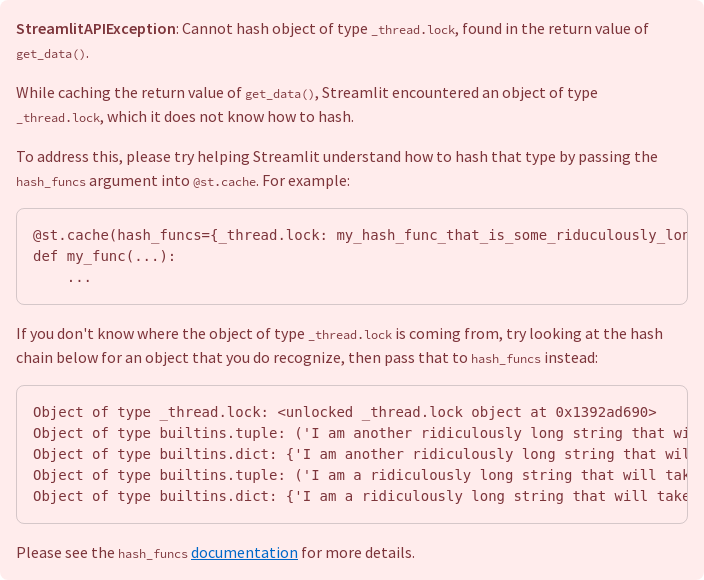 StreamlitAPIException: Cannot hash object of type _thread.lock, found in the return value of
get_data().
While caching the return value of get_data(), Streamlit encountered an object of type
_thread.lock, which it does not know how to hash.
To address this, please try helping Streamlit understand how to hash that type by passing the
hash_funcs argument into @st.cache. For example:
@st.cache(hash_funcs={_thread.lock: my_hash_func_that_is_some_riduculously_lon
def my_func(...):
    ...
If you don't know where the object of type _thread.lock is coming from, try looking at the hash
chain below for an object that you do recognize, then pass that to hash_funcs instead:
Object of type _thread.lock: <unlocked _thread.lock object at 0x1392ad690>
Object of type builtins.tuple: ('I am another ridiculously long string that wi
Object of type builtins.dict: {'I am another ridiculously long string that wil
Object of type builtins.tuple: ('I am a ridiculously long string that will tak
Object of type builtins.dict: {'I am a ridiculously long string that will take
Please see the hash_funcs documentation for more details.